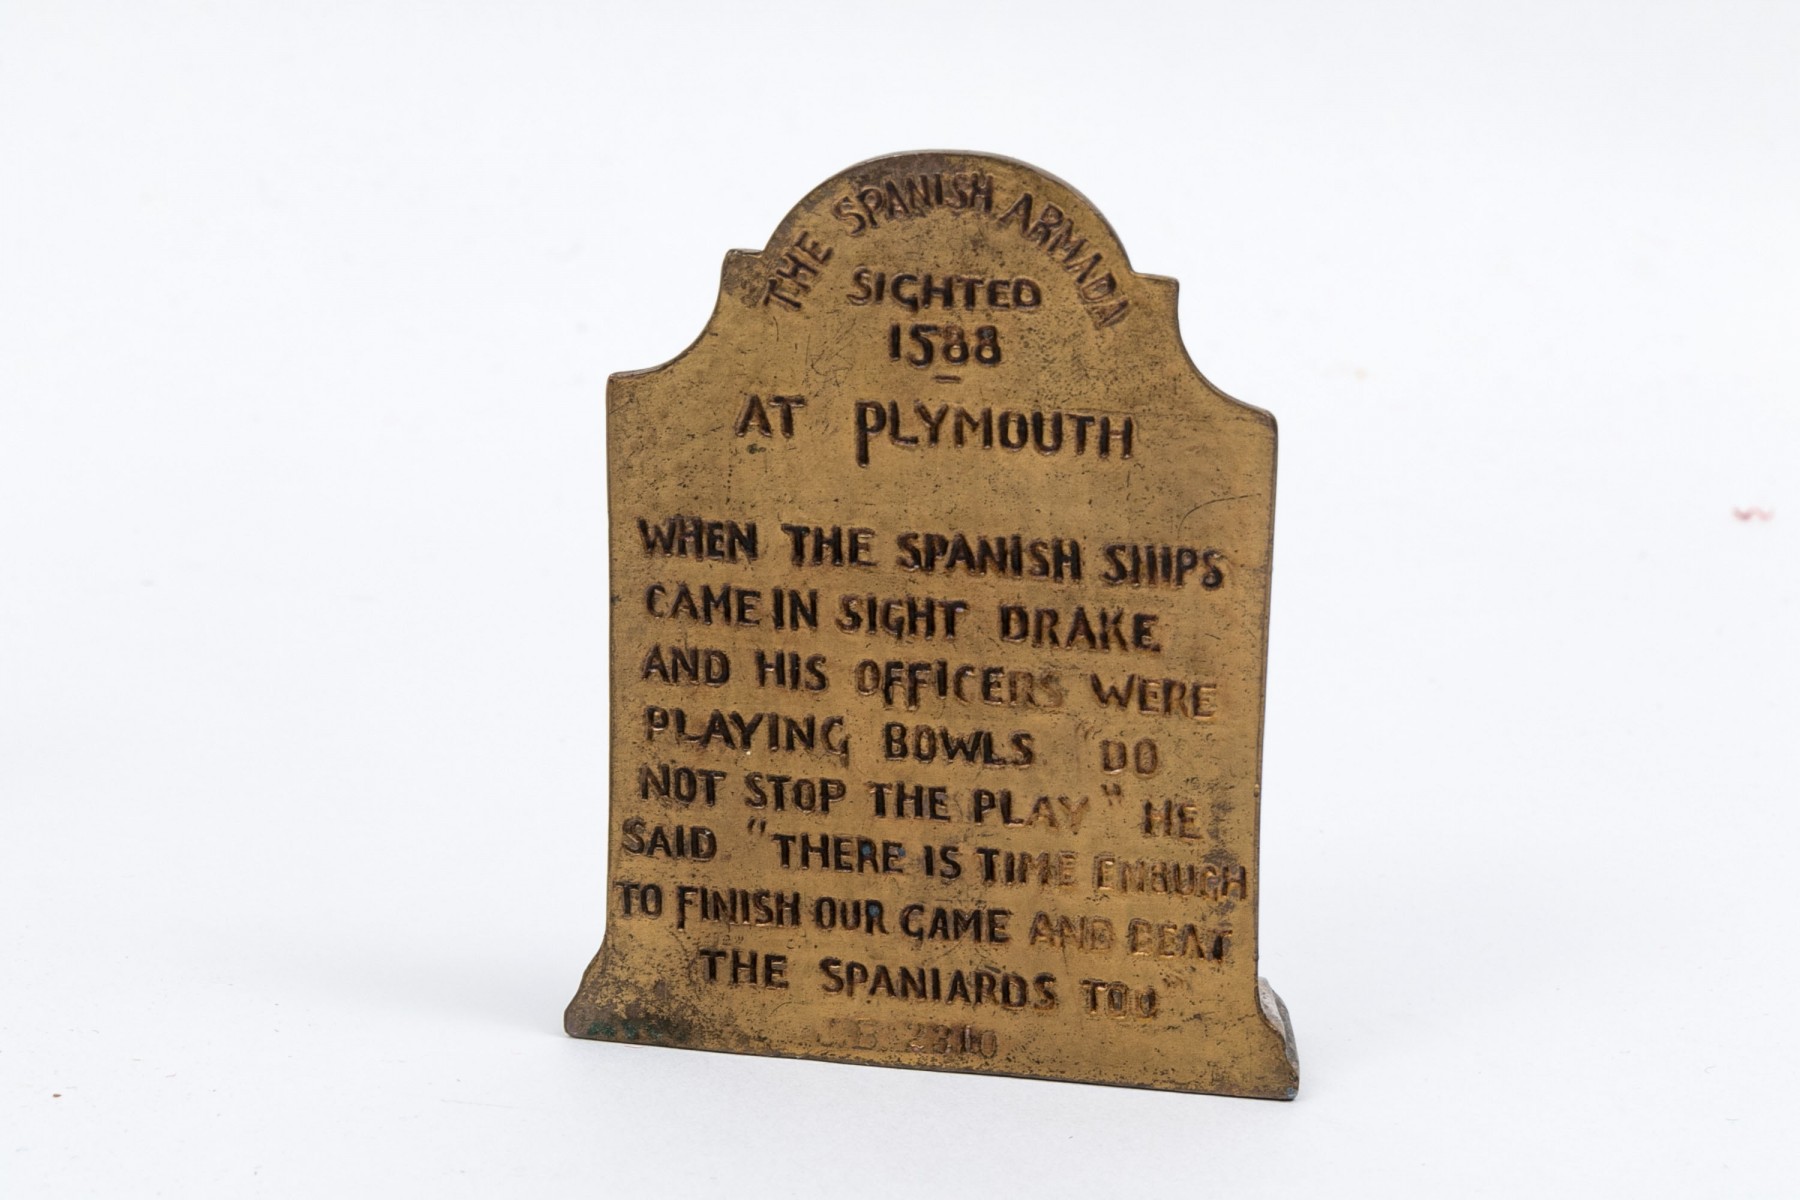 THE SPANISH ARMADA
SIGHTED
1588
AT PLYMOUTH
WHEN THE SPANISH SHIPS
CAME IN SIGHT DRAKE
AND HIS OFFICERS WERE
PLAYING BOWLS "DO
NOT STOP THE PLAY" HE
SAID "THERE IS TIME ENOUGH
TO FINISH OUR GAME AND BEAT
THE SPANIARDS TOO"